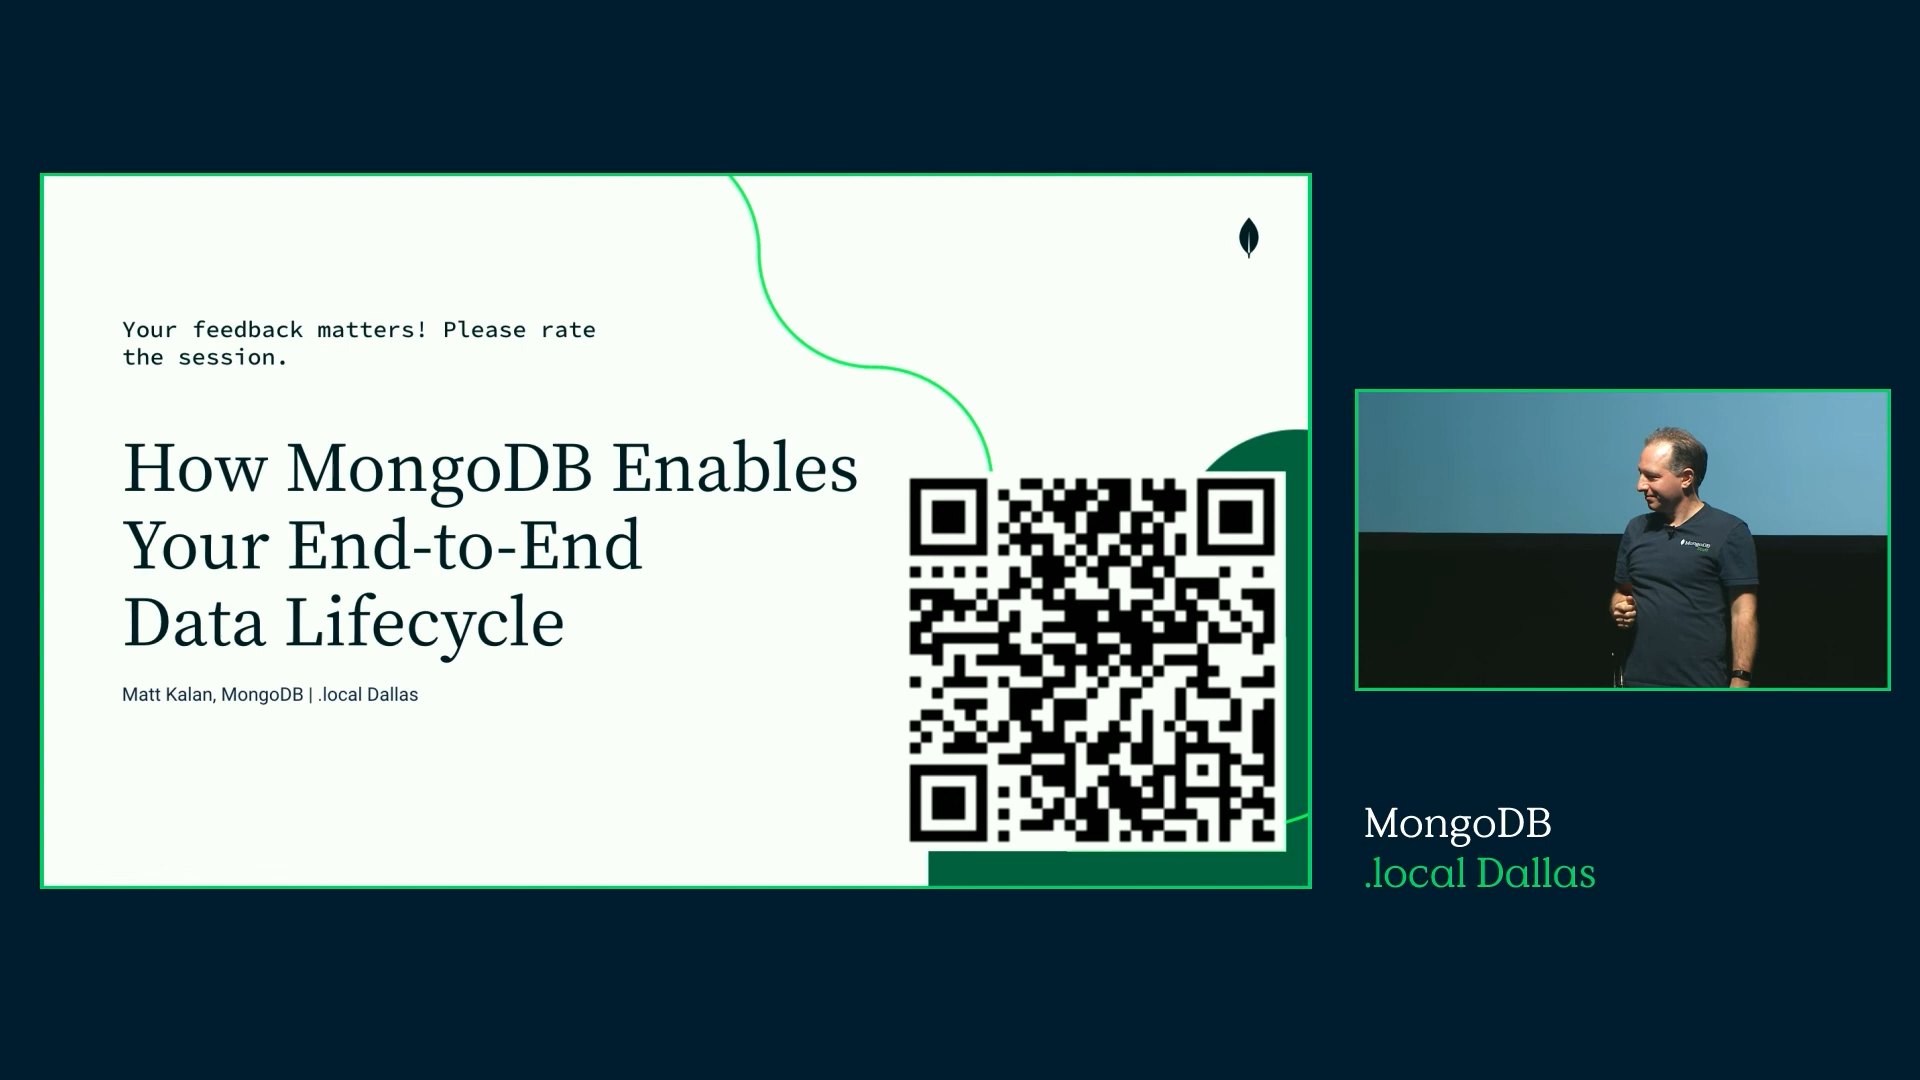 Your feedback matters! Please rate
the session.
How MongoDB Enables
Your End-to-End
Data Lifecycle
Matt Kalan, MongoDB | .local Dallas
MongoDB
MongoDB
.local Dallas